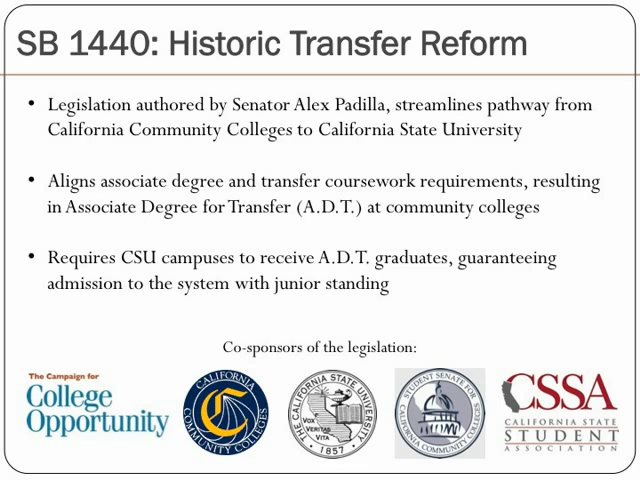 SB 1440: Historic Transfer Reform
• Legislation authored by Senator Alex Padilla, streamlines pathway from
California Community Colleges to California State University
• Aligns associate degree and transfer coursework requirements, resulting
in Associate Degree for Transfer (A.D.T.) at community colleges
• Requires CSU campuses to receive A.D.T. graduates, guaranteeing
admission to the system with junior standing
Co-sponsors of the legislation:
The Campaign for
College
Opportunity
CALIFORNIA
COMMUNITY COLLEGES
THE CALIFORNIA STATE UNIVERSITY
VOX
VERITAS
VITA
• 1857 •
STUDENT SENATE FOR
CALIFORNIA COMMUNITY COLLEGES
CSSA
CALIFORNIA STATE
STUDENT
ASSOCIATION